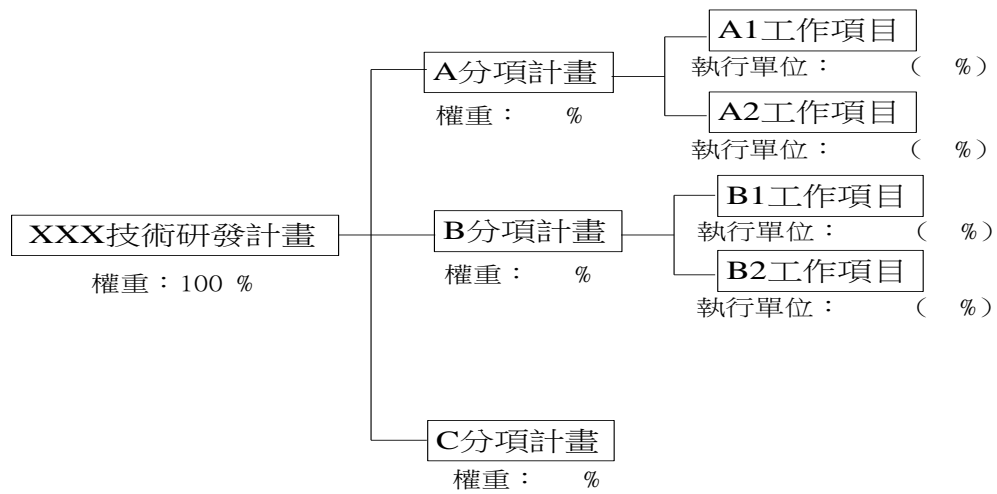 A1工作項目
執行單位：　　　（　%）
A分項計畫
權重：　　%
A2工作項目
執行單位：　　　（　%）
B1工作項目
執行單位：　　　（　%）
XXX技術研發計畫
權重：100 %
B分項計畫
權重：　　%
B2工作項目
執行單位：　　　（　%）
C分項計畫
權重：　　%